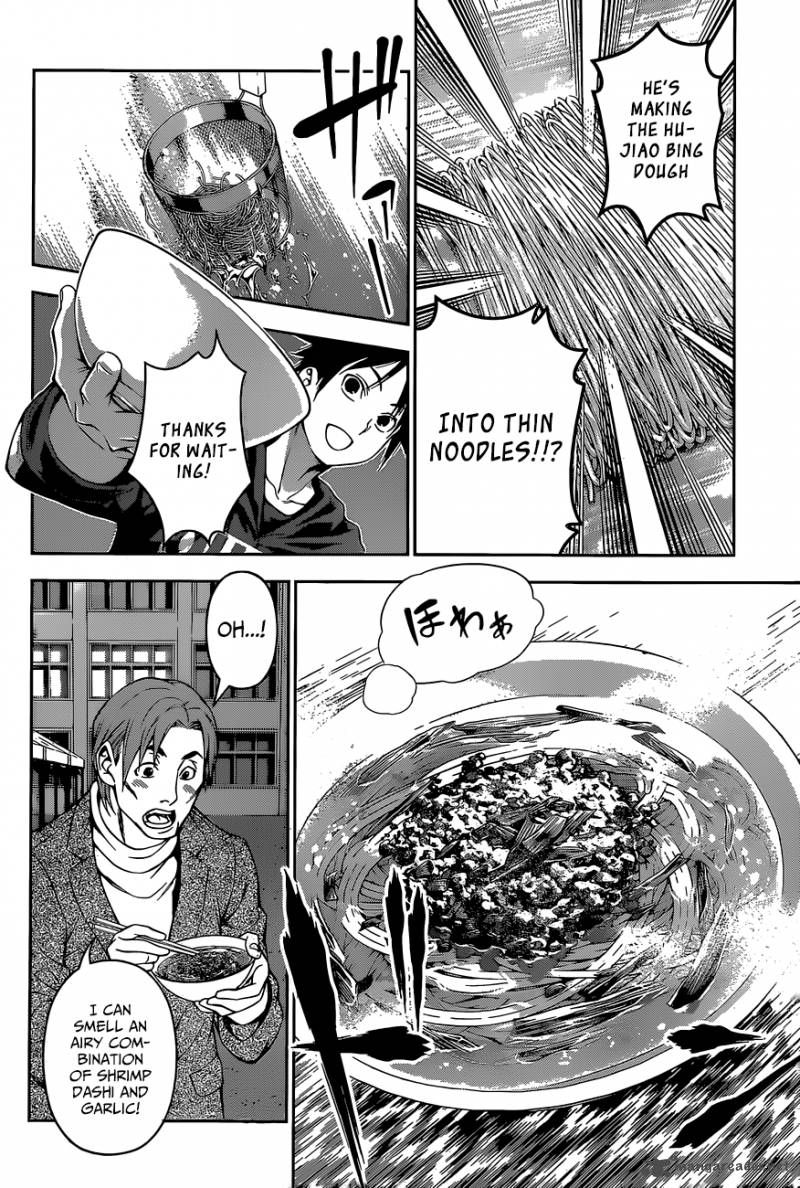 HE'S
MAKING
THE HU-
JIAO BING
DOUGH
INTO THIN
NOODLES!!?
THANKS
FOR WAIT-
ING!
ほわぁ
OH...!
I CAN
SMELL AN
AIRY COM-
BINATION
OF SHRIMP
DASHI AND
GARLIC!